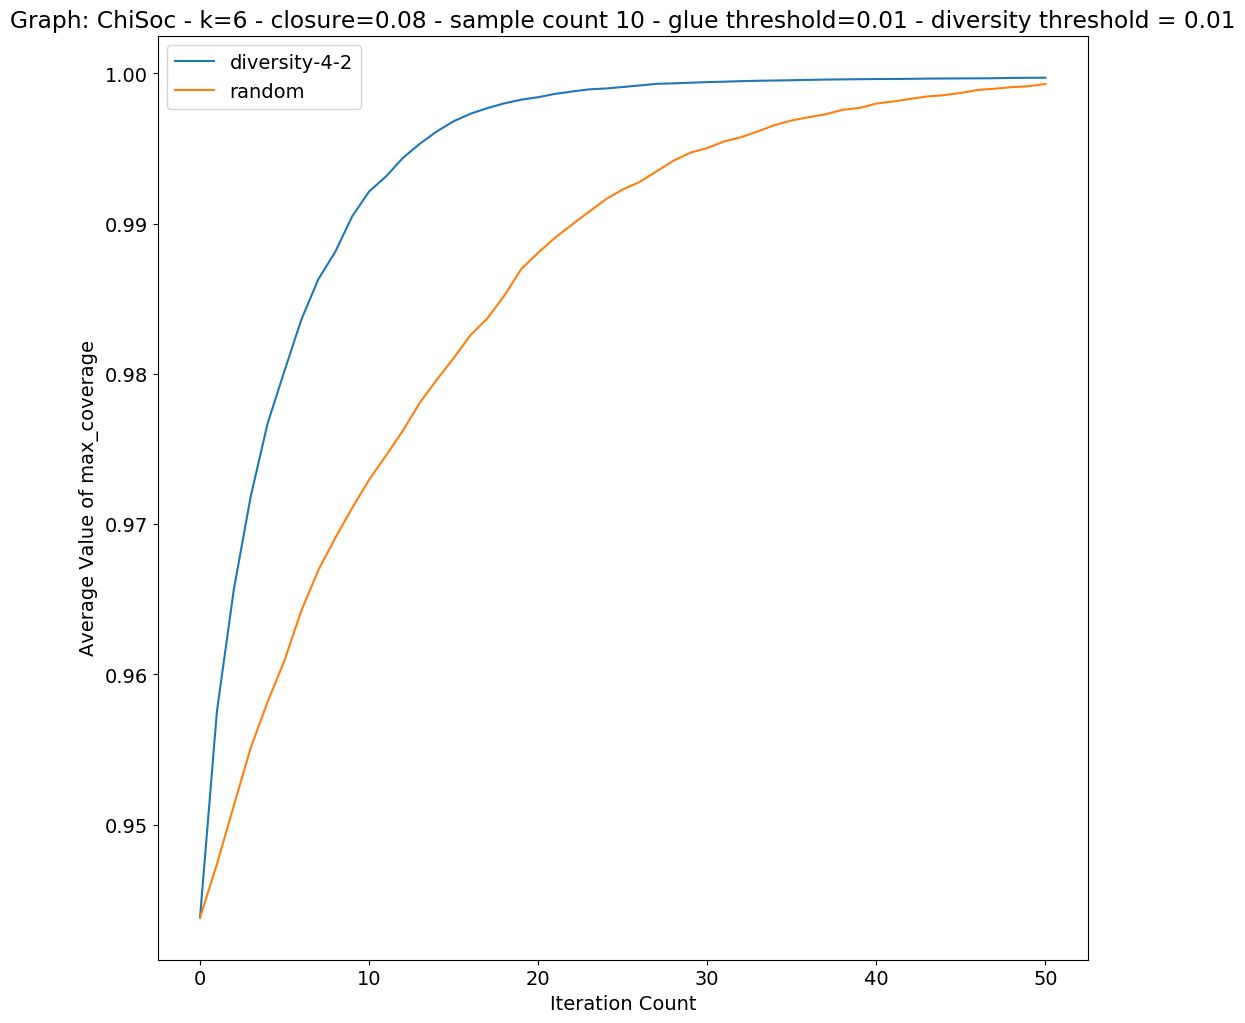 Graph: ChiSoc - k=6 - closure=0.08 - sample count 10 - glue threshold=0.01 - diversity threshold = 0.01
diversity-4-2
random
1.00
0.99
0.98
0.97
0.96
0.95
Average Value of max_coverage
0 10 20 30 40 50
Iteration Count